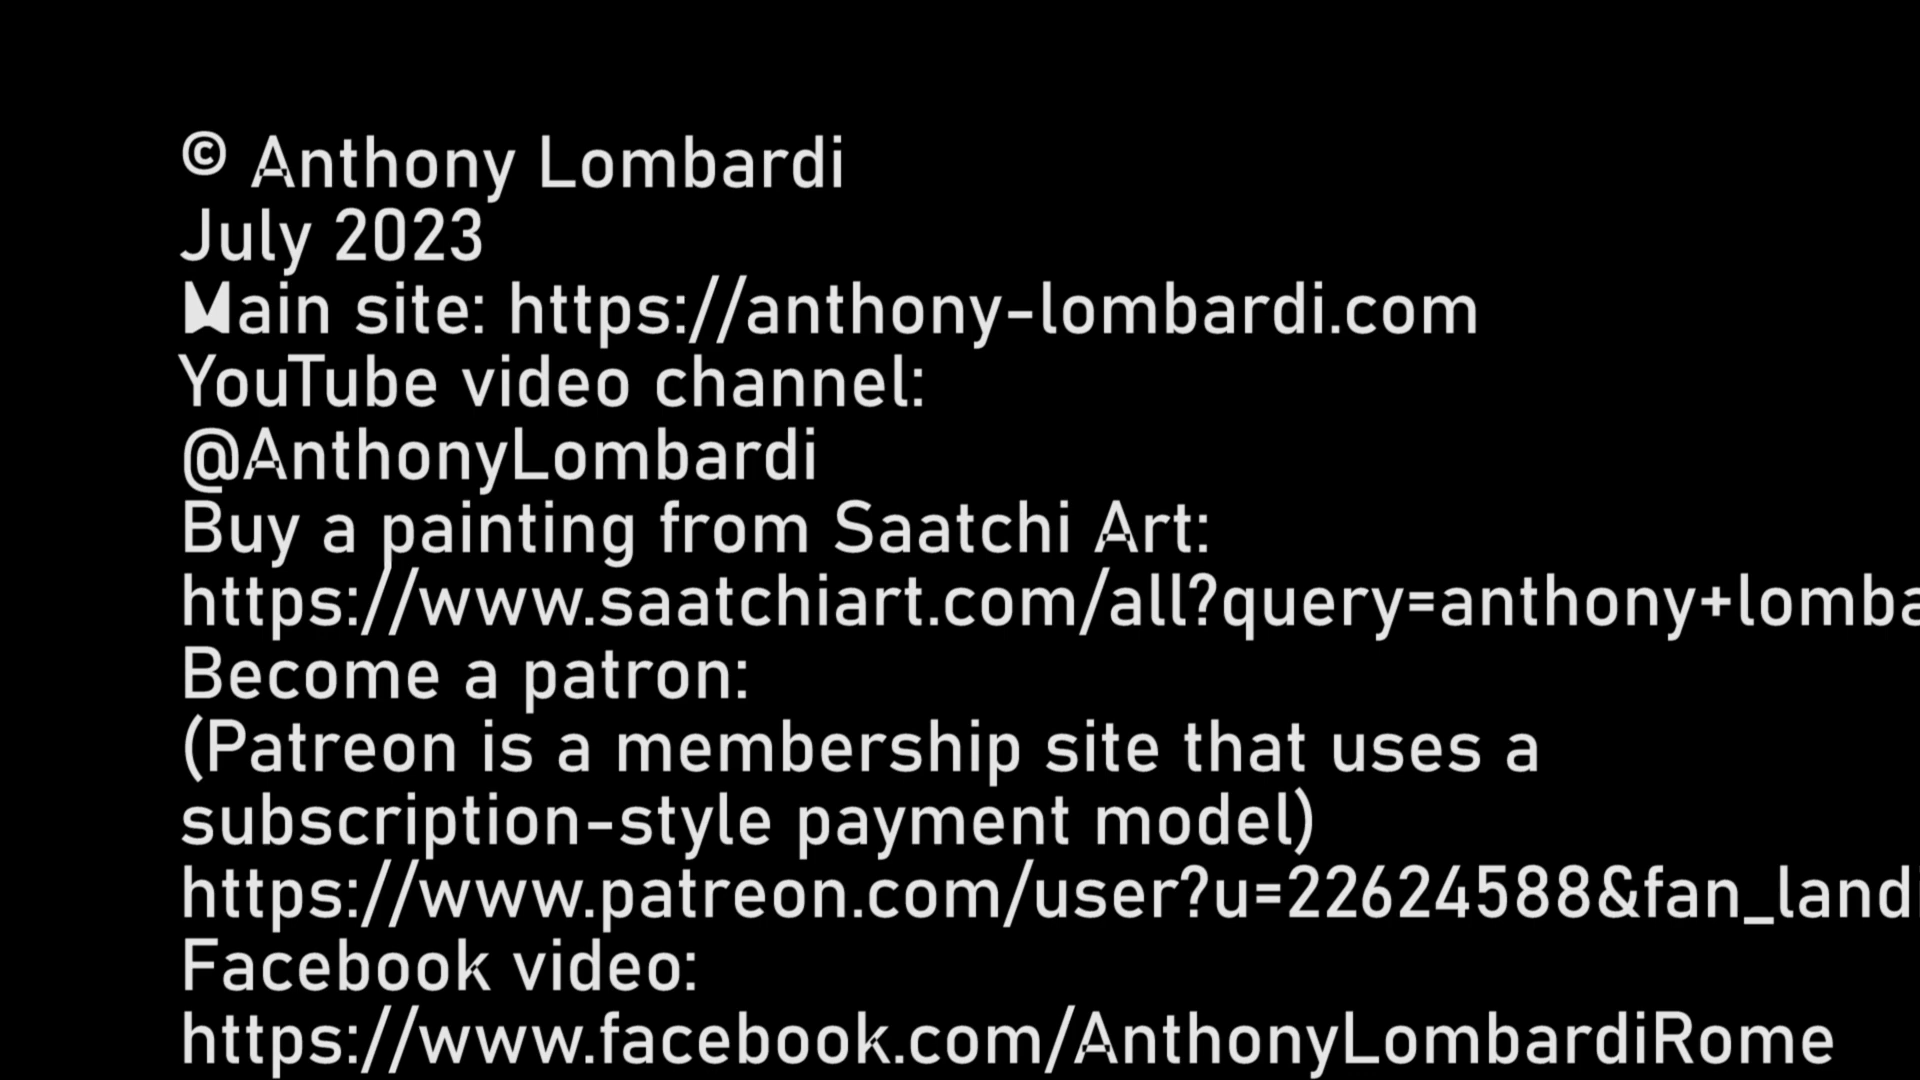 © Anthony Lombardi
July 2023
Main site: https://anthony-lombardi.com
YouTube video channel:
@AnthonyLombardi
Buy a painting from Saatchi Art:
https://www.saatchiart.com/all?query=anthony+lomba
Become a patron:
(Patreon is a membership site that uses a
subscription-style payment model)
https://www.patreon.com/user?u=22624588&fan_land
Facebook video:
https://www.facebook.com/AnthonyLombardiRome